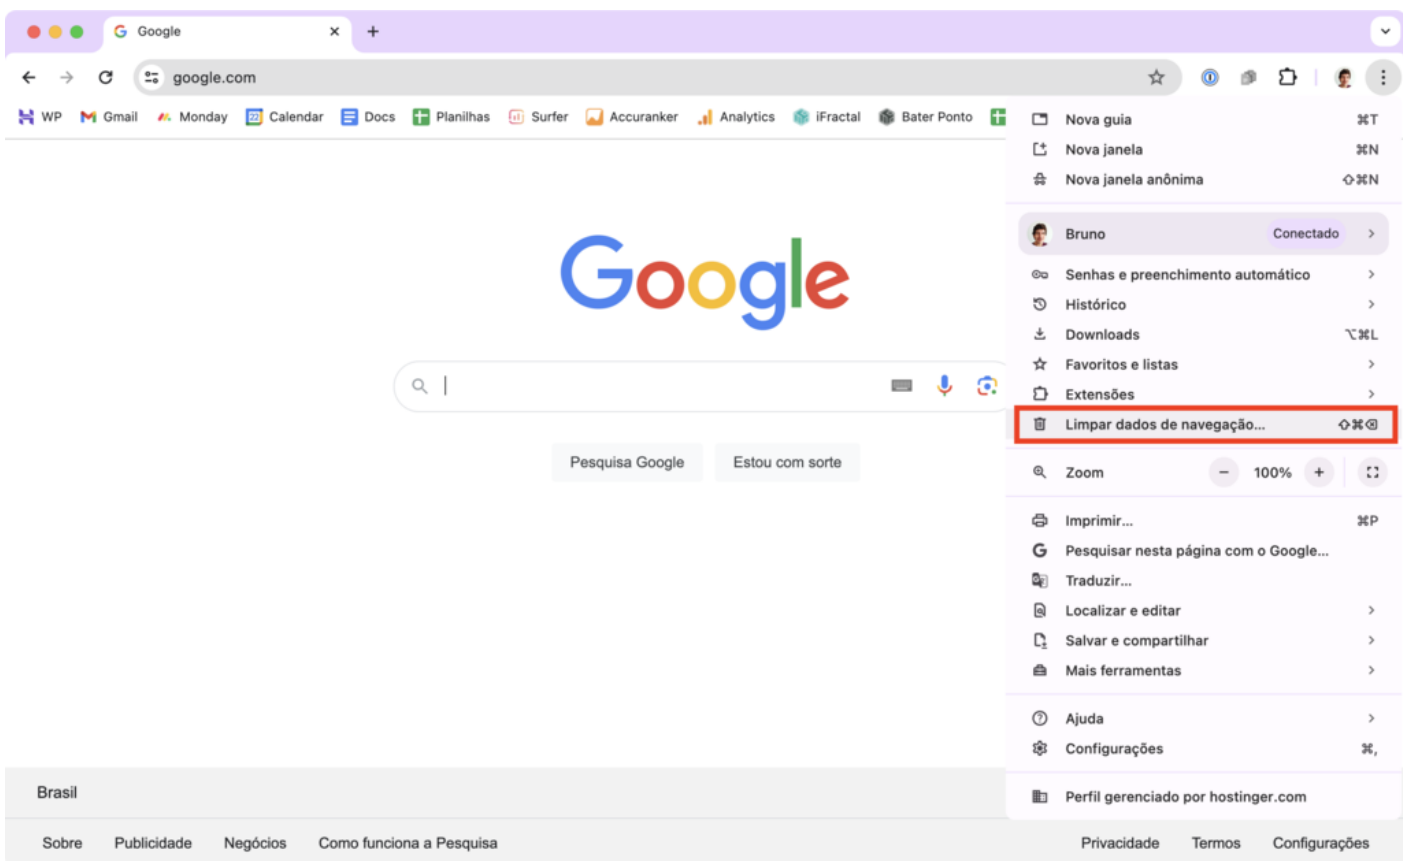 Google
google.com
WP Gmail Monday 22 Calendar Docs Planilhas Surfer Accuranker Analytics iFractal Bater Ponto
Google
Pesquisa Google Estou com sorte
Nova guia ⌘T
Nova janela ⌘N
Nova janela anônima ⇧⌘N
Bruno Conectado
Senhas e preenchimento automático
Histórico
Downloads ⌥⌘L
Favoritos e listas
Extensões
Limpar dados de navegação... ⇧⌘⌫
Zoom − 100% +
Imprimir... ⌘P
Pesquisar nesta página com o Google...
Traduzir...
Localizar e editar
Salvar e compartilhar
Mais ferramentas
Ajuda
Configurações ⌘,
Perfil gerenciado por hostinger.com
Brasil
Sobre Publicidade Negócios Como funciona a Pesquisa Privacidade Termos Configurações